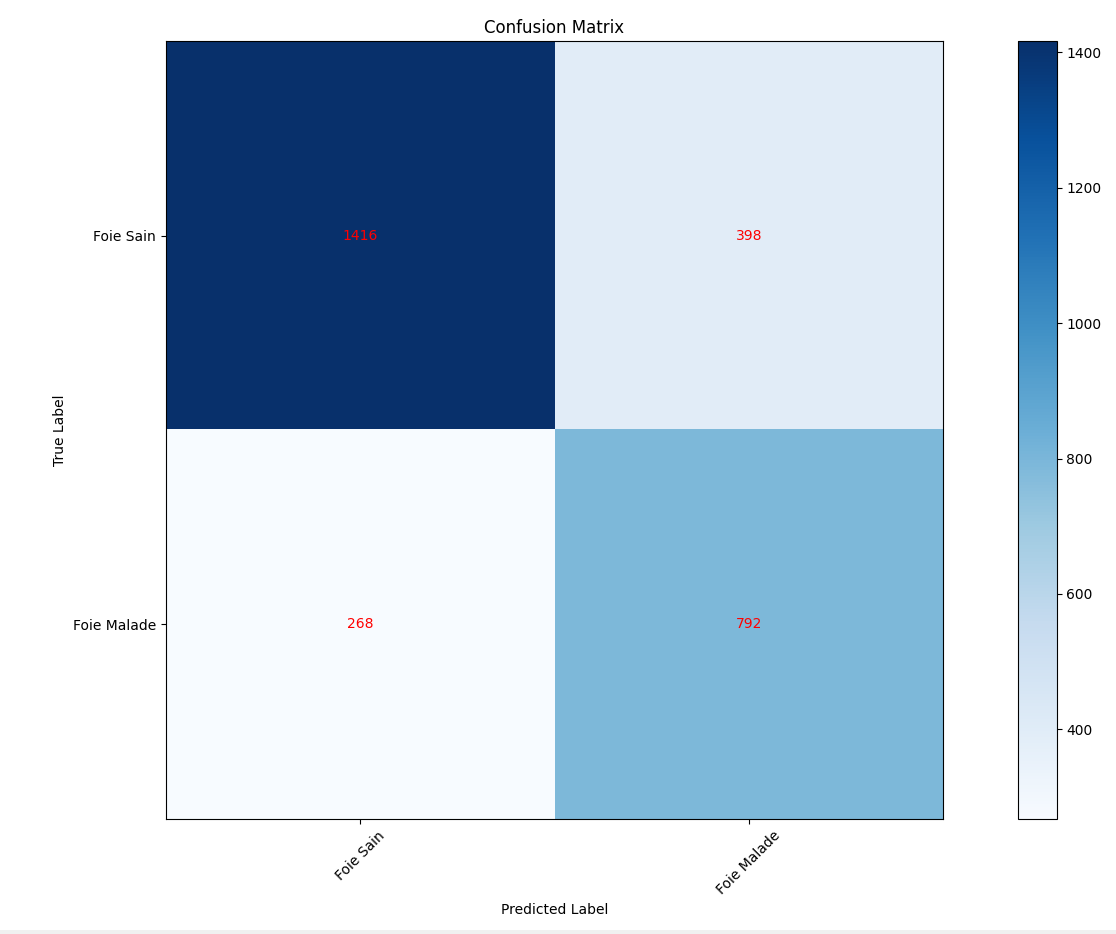 Confusion Matrix
1400
1200
1000
800
600
400
Foie Sain
1416
398
True Label
Foie Malade
268
792
Foie Sain
Foie Malade
Predicted Label